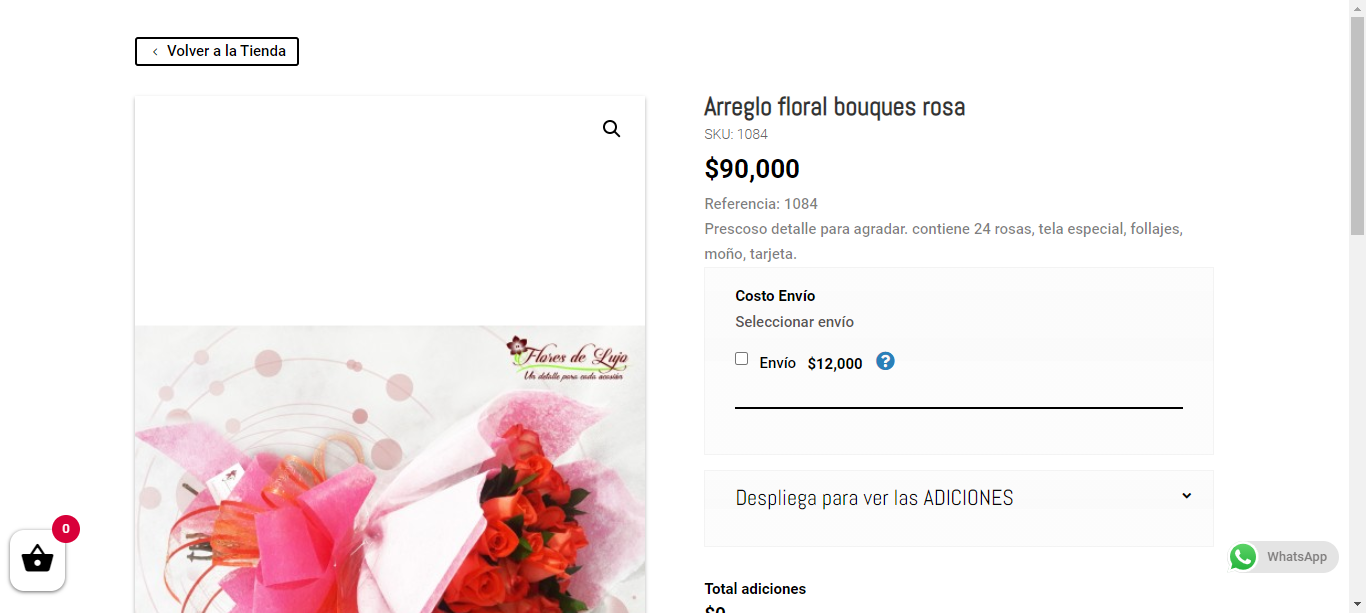 Volver a la Tienda
Arreglo floral bouques rosa
SKU: 1084
$90,000
Referencia: 1084
Prescoso detalle para agradar. contiene 24 rosas, tela especial, follajes,
moño, tarjeta.
Costo Envío
Seleccionar envío
Envío $12,000 ?
Flores de Lujo
Un detalle para cada ocasión
Despliega para ver las ADICIONES
0
WhatsApp
Total adiciones
$0